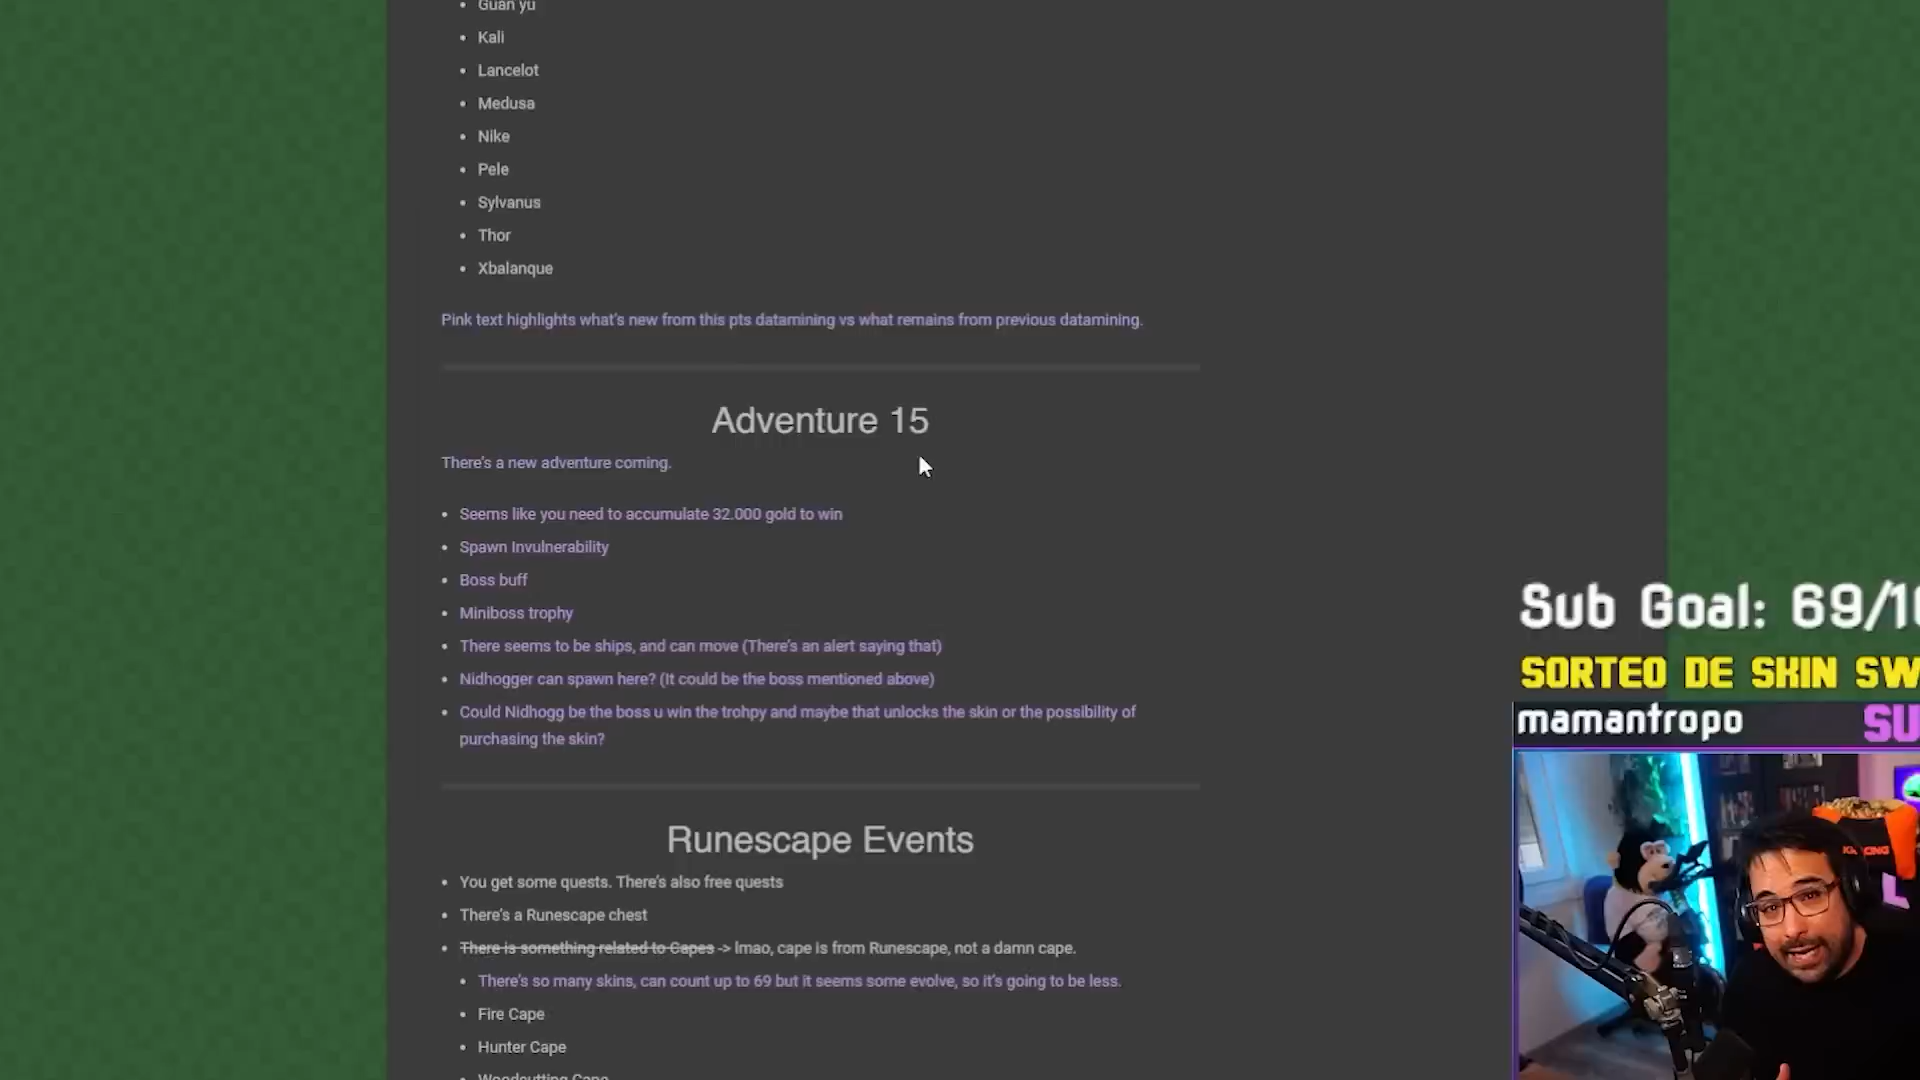 Guan yu
Kali
Lancelot
Medusa
Nike
Pele
Sylvanus
Thor
Xbalanque
Pink text highlights what's new from this pts datamining vs what remains from previous datamining.
Adventure 15
There's a new adventure coming.
Seems like you need to accumulate 32.000 gold to win
Spawn Invulnerability
Boss buff
Miniboss trophy
There seems to be ships, and can move (There's an alert saying that)
Nidhogger can spawn here? (It could be the boss mentioned above)
Could Nidhogg be the boss u win the trohpy and maybe that unlocks the skin or the possibility of
purchasing the skin?
Runescape Events
You get some quests. There's also free quests
There's a Runescape chest
There is something related to Capes -> lmao, cape is from Runescape, not a damn cape.
There's so many skins, can count up to 69 but it seems some evolve, so it's going to be less.
Fire Cape
Hunter Cape
Woodcutting Cape
Sub Goal: 69/10
SORTEO DE SKIN SW
mamantropo
SU